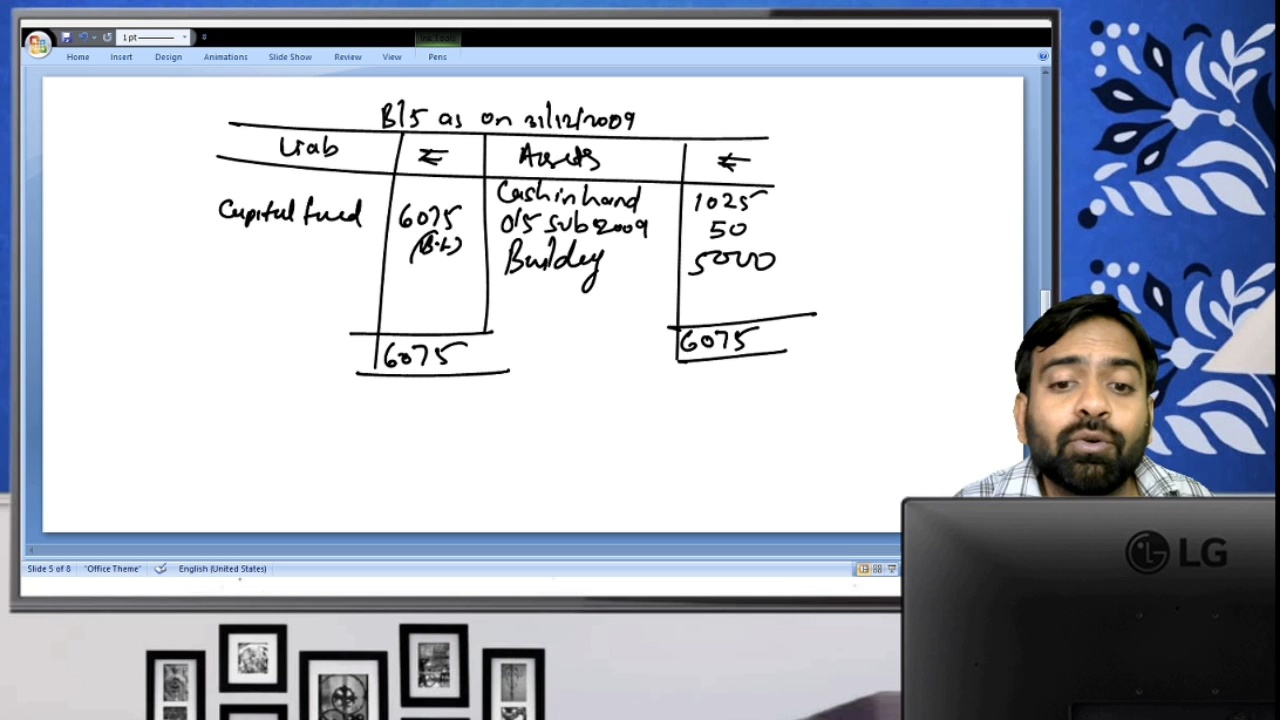 1 pt
Home Insert Design Animations Slide Show Review View Pens
B/S as on 31/12/2009
Liab ₹ Assets ₹
Capital fund 6075 Cash in hand 1025
(B.f) O/S sub 2009 50
Building 5000
6075 6075
Slide 5 of 8 "Office Theme" English (United States)
LG